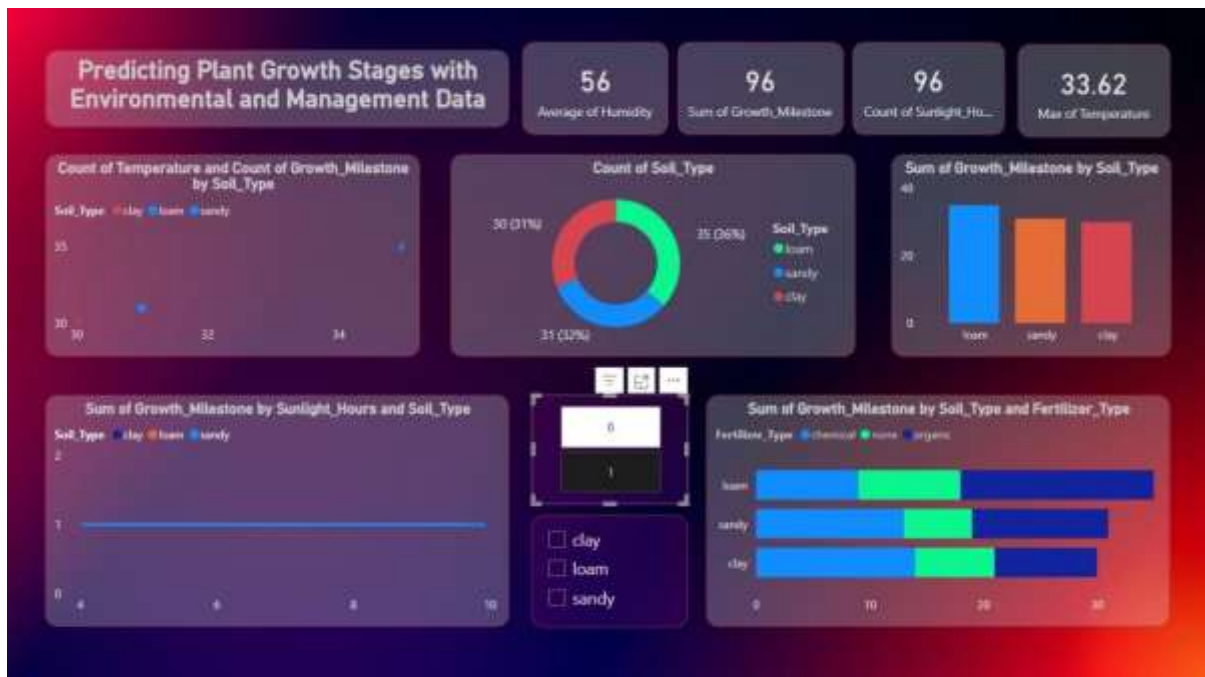 Predicting Plant Growth Stages with
Environmental and Management Data
56
Average of Humidity
96
Sum of Growth_Milestone
96
Count of Sunlight_Ho...
33.62
Max of Temperature
Count of Temperature and Count of Growth_Milestone
by Soil_Type
Soil_Type clay loam sandy
35
30
30 32 34
Count of Soil_Type
30 (31%)
35 (36%)
31 (32%)
Soil_Type
loam
sandy
clay
Sum of Growth_Milestone by Soil_Type
40
20
0
loam sandy clay
Sum of Growth_Milestone by Sunlight_Hours and Soil_Type
Soil_Type clay loam sandy
2
1
0
4 6 8 10
0
1
clay
loam
sandy
Sum of Growth_Milestone by Soil_Type and Fertilizer_Type
Fertilizer_Type chemical none organic
loam
sandy
clay
0 10 20 30